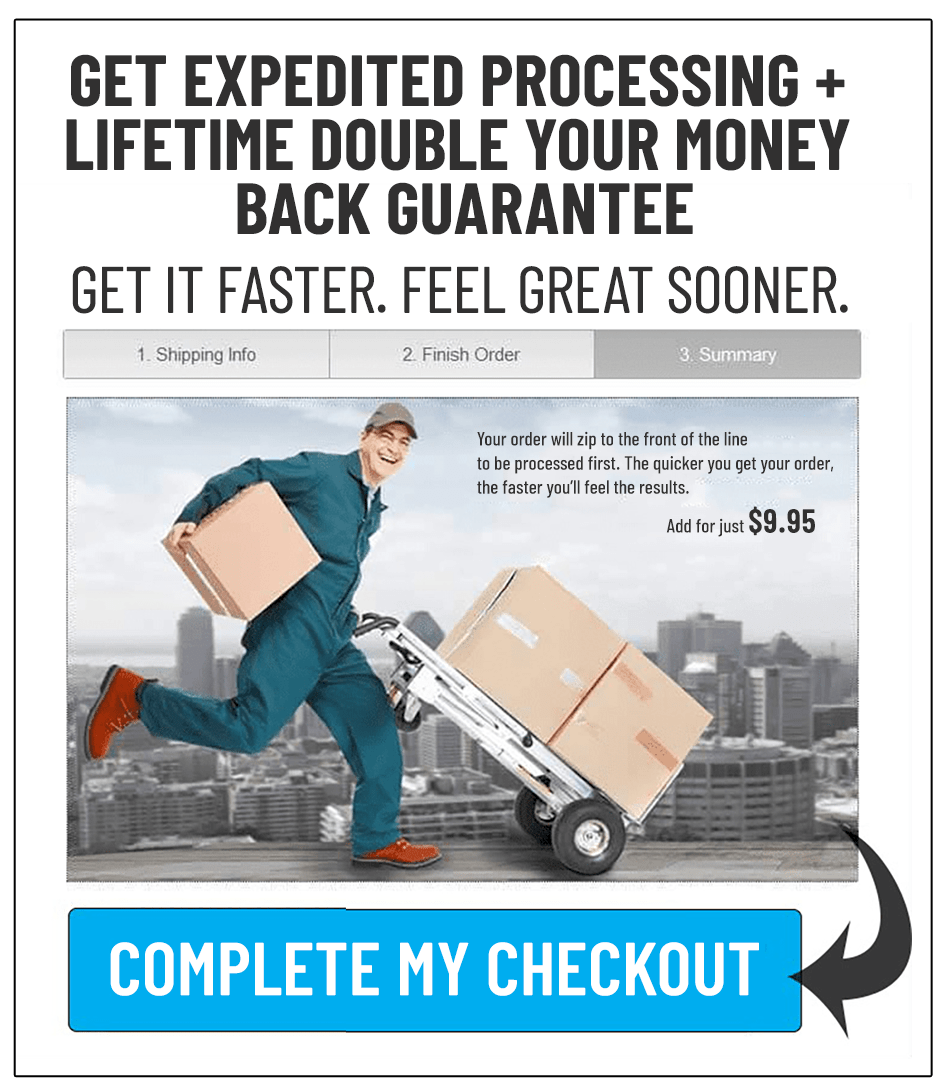 GET EXPEDITED PROCESSING +
LIFETIME DOUBLE YOUR MONEY
BACK GUARANTEE
GET IT FASTER. FEEL GREAT SOONER.
1. Shipping Info
2. Finish Order
3. Summary
Your order will zip to the front of the line
to be processed first. The quicker you get your order,
the faster you'll feel the results.
Add for just $9.95
COMPLETE MY CHECKOUT